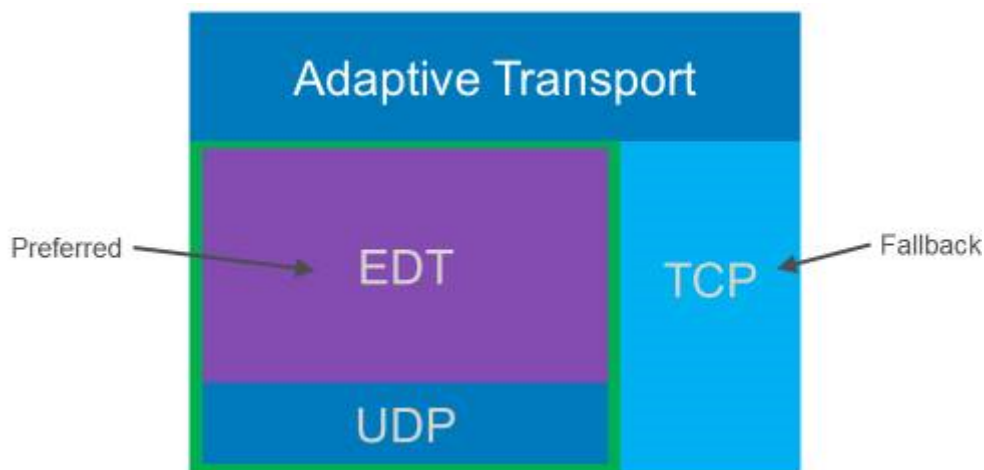 Adaptive Transport
Preferred
EDT
TCP
Fallback
UDP